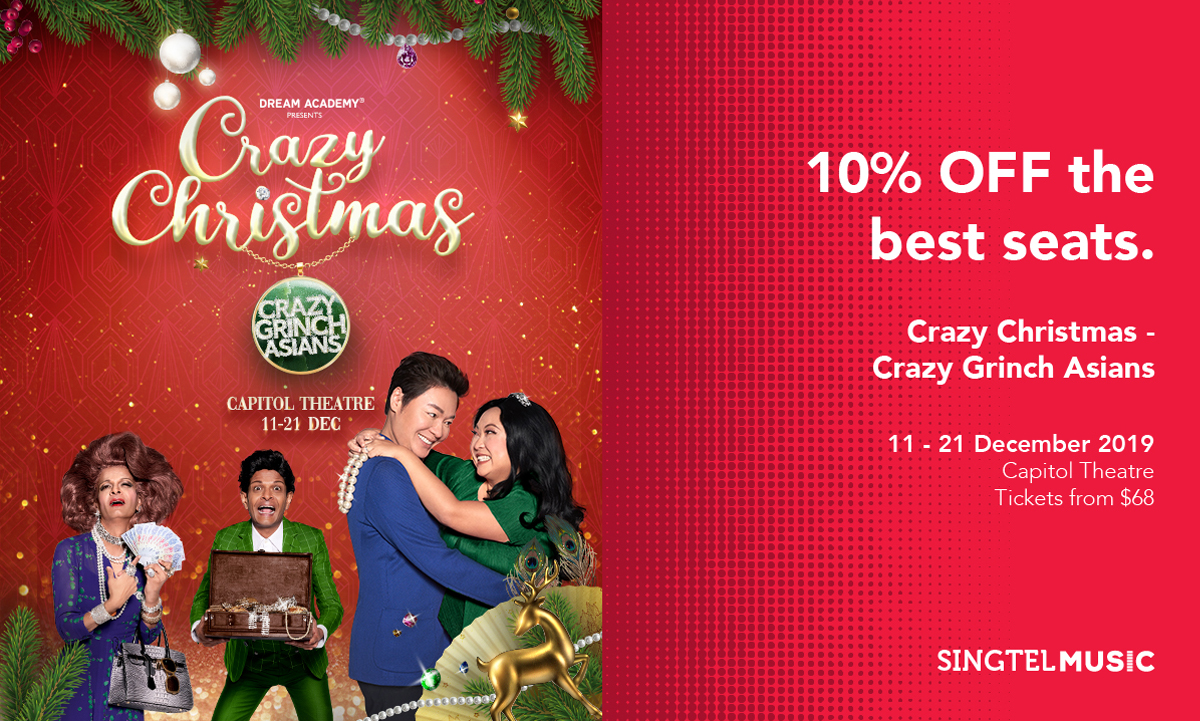 DREAM ACADEMY®
PRESENTS
Crazy
Christmas
CRAZY
GRINCH
ASIANS
CAPITOL THEATRE
11-21 DEC
10% OFF the
best seats.
Crazy Christmas -
Crazy Grinch Asians
11 - 21 December 2019
Capitol Theatre
Tickets from $68
SINGTELMUSIC